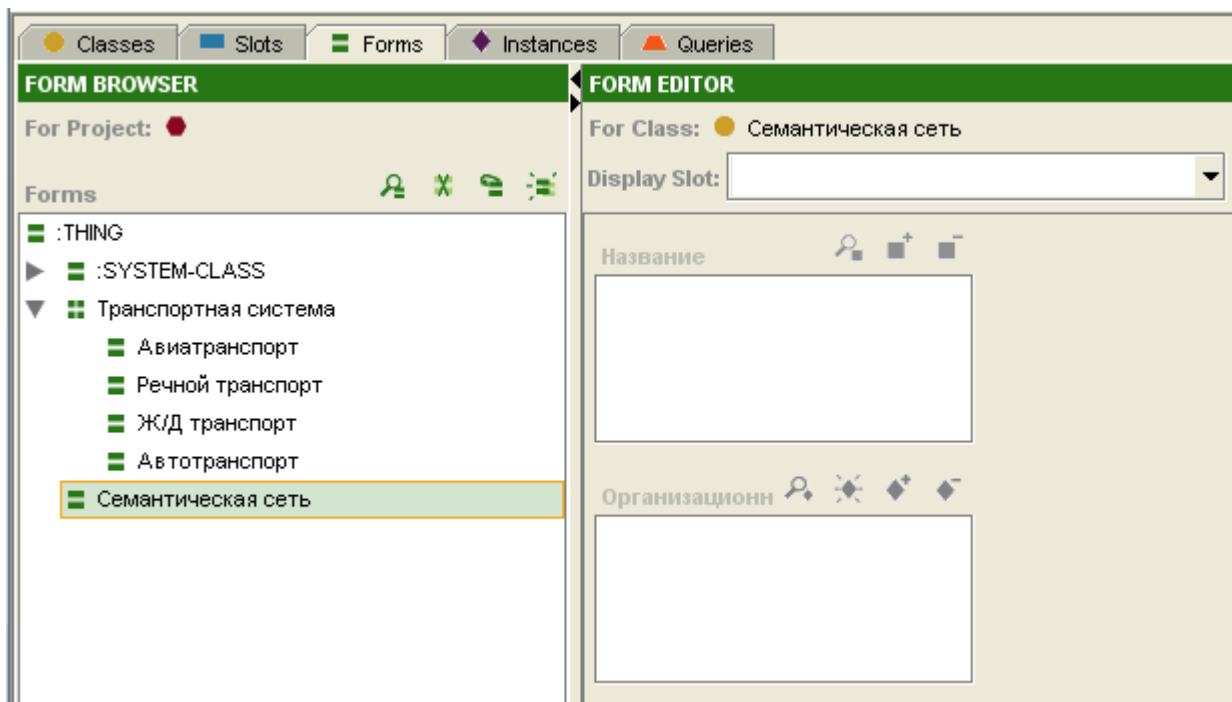 Classes Slots Forms Instances Queries
FORM BROWSER
For Project:
Forms
:THING
:SYSTEM-CLASS
Транспортная система
Авиатранспорт
Речной транспорт
Ж/Д транспорт
Автотранспорт
Семантическая сеть
FORM EDITOR
For Class: Семантическая сеть
Display Slot:
Название
Организационн